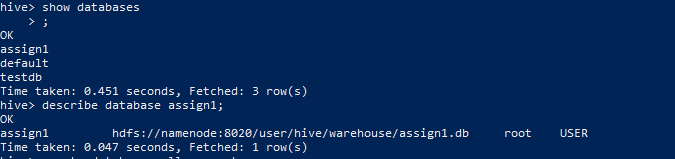 hive> show databases
    > ;
OK
assign1
default
testdb
Time taken: 0.451 seconds, Fetched: 3 row(s)
hive> describe database assign1;
OK
assign1         hdfs://namenode:8020/user/hive/warehouse/assign1.db     root    USER
Time taken: 0.047 seconds, Fetched: 1 row(s)